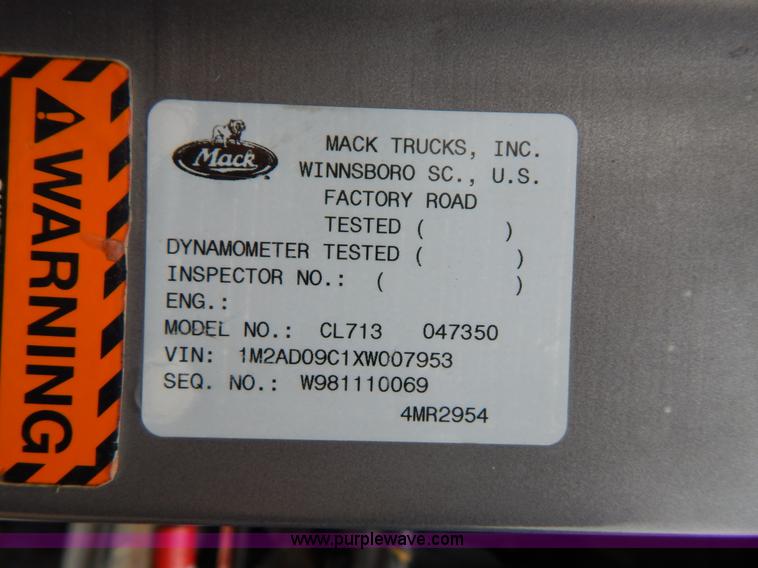 WARNING
Mack
MACK TRUCKS, INC.
WINNSBORO SC., U.S.
FACTORY ROAD
TESTED ( )
DYNAMOMETER TESTED ( )
INSPECTOR NO.: ( )
ENG.:
MODEL NO.: CL713 047350
VIN: 1M2AD09C1XW007953
SEQ. NO.: W981110069
4MR2954
www.purplewave.com